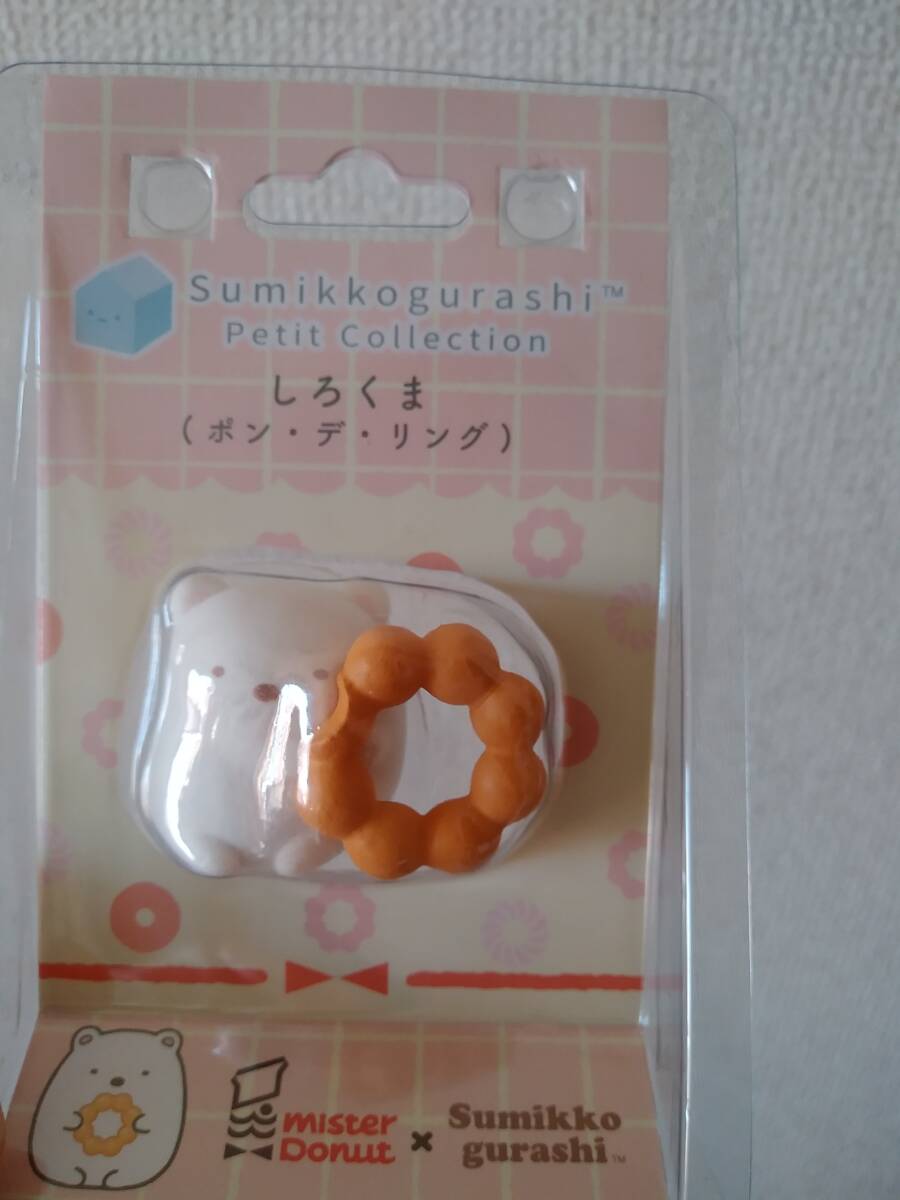 Sumikkogurashi™
Petit Collection
しろくま
(ポン・デ・リング)
mister Donut × Sumikko gurashi™